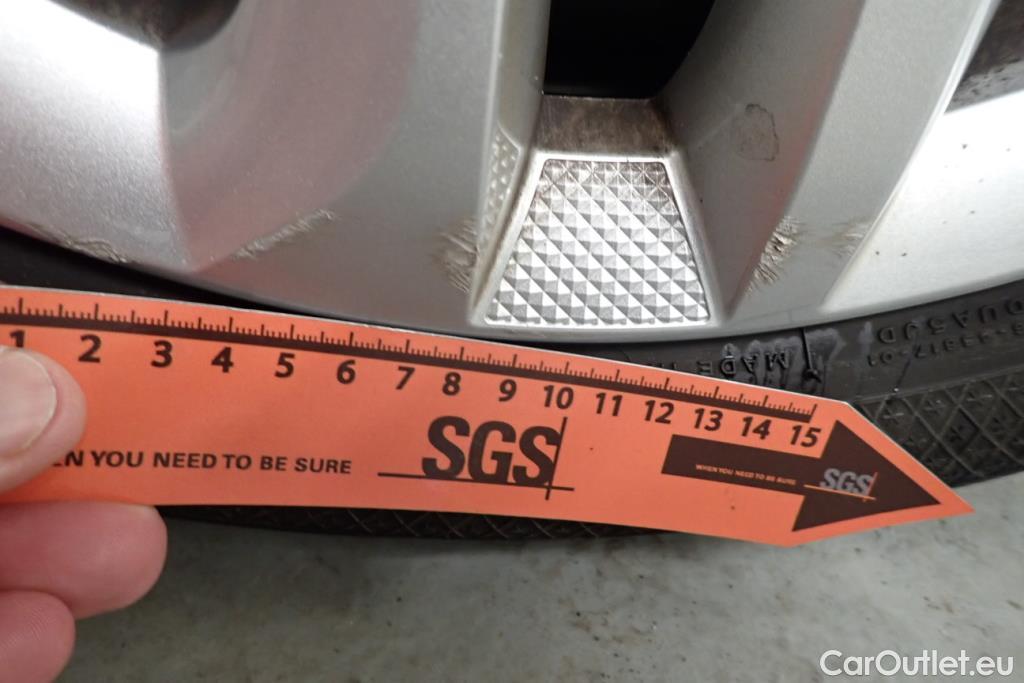 1 2 3 4 5 6 7 8 9 10 11 12 13 14 15
EN YOU NEED TO BE SURE
SGS
WHEN YOU NEED TO BE SURE
SGS
MADE
CarOutlet.eu